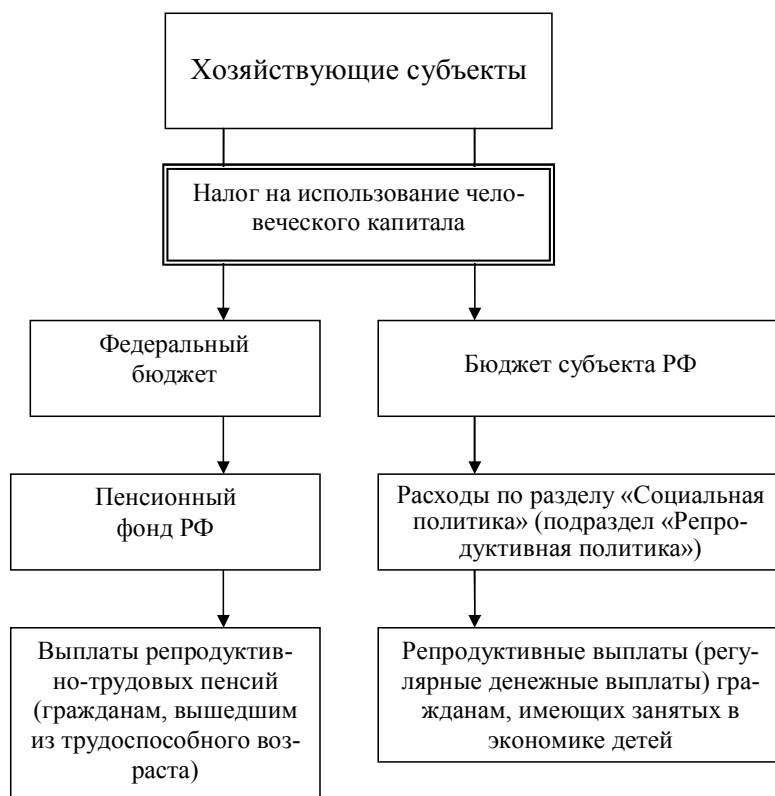 Хозяйствующие субъекты
Налог на использование чело-
веческого капитала
Федеральный
бюджет
Бюджет субъекта РФ
Пенсионный
фонд РФ
Расходы по разделу «Социальная
политика» (подраздел «Репро-
дуктивная политика»)
Выплаты репродуктив-
но-трудовых пенсий
(гражданам, вышедшим
из трудоспособного воз-
раста)
Репродуктивные выплаты (регу-
лярные денежные выплаты) гра-
жданам, имеющих занятых в
экономике детей